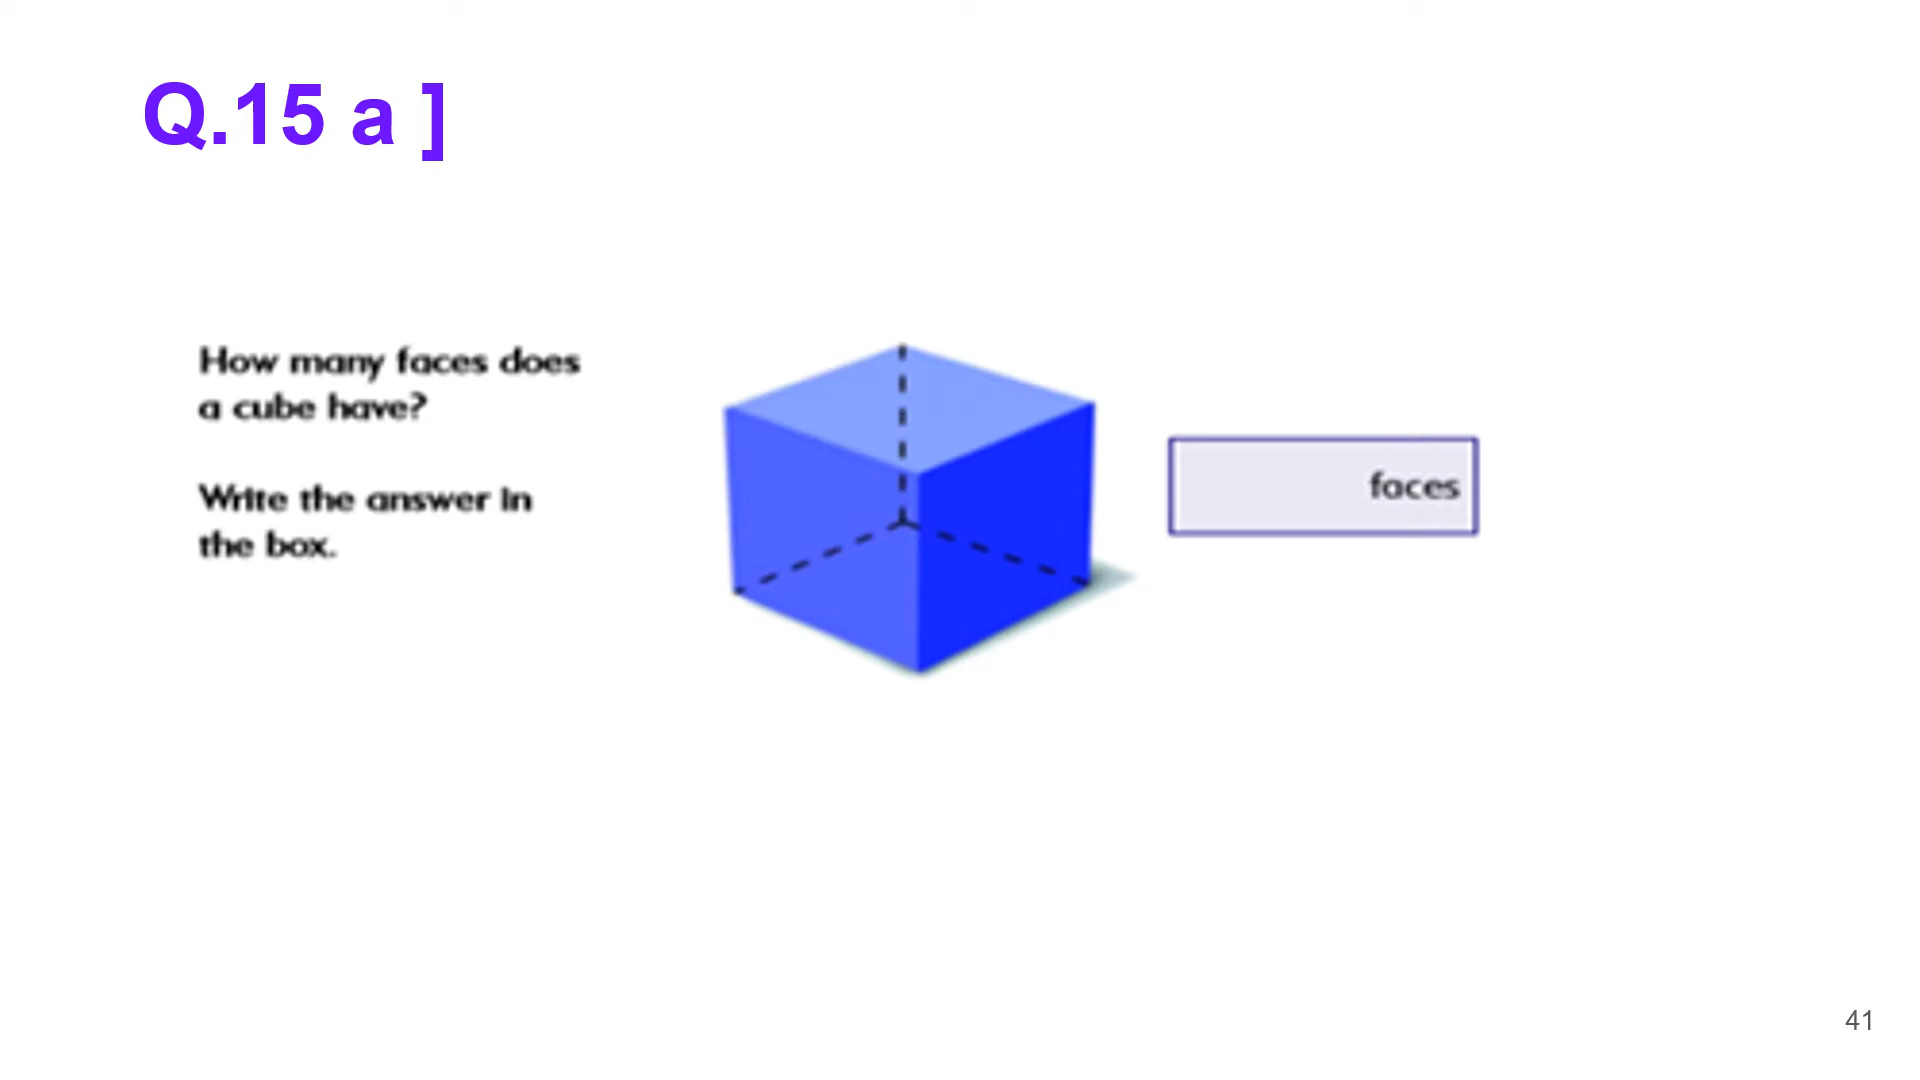 Q.15 a ]
How many faces does
a cube have?
Write the answer in
the box.
faces
41